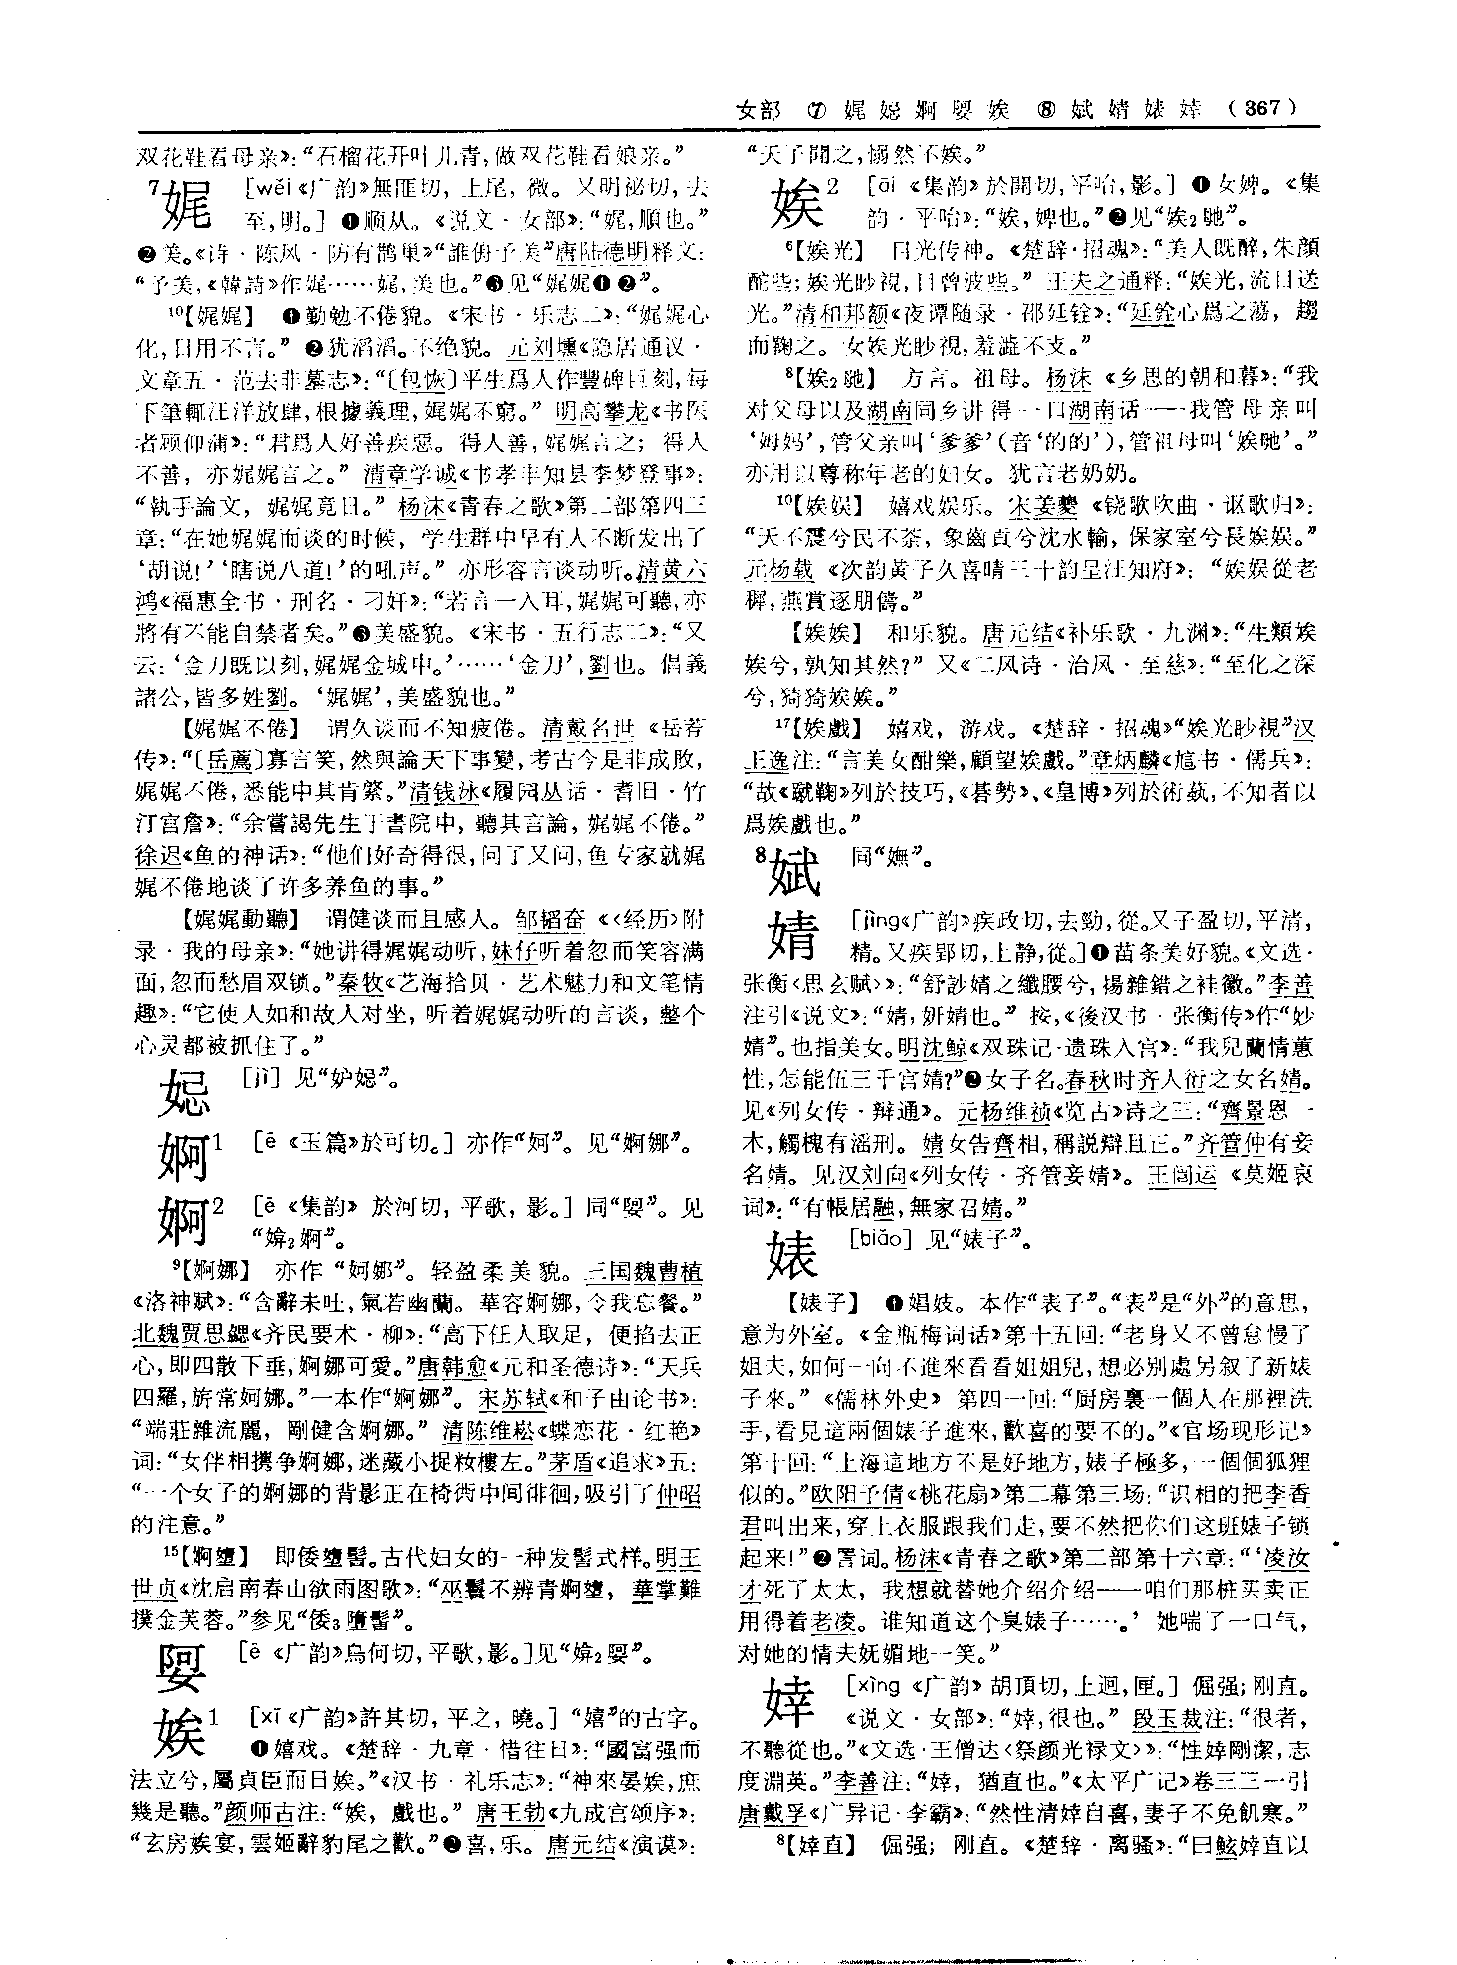 女部 ⑦ 娓 㛋 婀 娿 娭 ⑧ 娬 婧 婊 婞 （367）
双花鞋看母亲》：“石榴花开叶儿青，做双花鞋看娘亲。”
7娓 ［wěi《广韵》無匪切，上尾，微。又明祕切，去
至，明。］❶顺从。《说文·女部》：“娓，順也。”
❷美。《诗·陈风·防有鹊巢》“誰侜予美”唐陆德明释文：
“予美，《韓詩》作娓……娓，美也。”❸见“娓娓❶❷”。
10【娓娓】 ❶勤勉不倦貌。《宋书·乐志二》：“娓娓心
化，日用不言。”❷犹滔滔。不绝貌。元刘壎《隐居通议·
文章五·范去非墓志》：“〔包恢〕平生爲人作豐碑巨刻，每
下筆輒汪洋放肆，根據義理，娓娓不窮。”明高攀龙《书医
者顾仰蒲》：“君爲人好善疾惡。得人善，娓娓言之；得人
不善，亦娓娓言之。”清章学诚《书孝丰知县李梦登事》：
“執手論文，娓娓竟日。”杨沫《青春之歌》第二部第四三
章：“在她娓娓而谈的时候，学生群中早有人不断发出了
‘胡说！’‘瞎说八道！’的吼声。”亦形容言谈动听。清黄六
鸿《福惠全书·刑名·刁奸》：“若言一入耳，娓娓可聽，亦
將有不能自禁者矣。”❸美盛貌。《宋书·五行志二》：“又
云：‘金刀既以刻，娓娓金城中。’……‘金刀’，劉也。倡義
諸公，皆多姓劉。‘娓娓’，美盛貌也。”
【娓娓不倦】 谓久谈而不知疲倦。清戴名世《岳荐
传》：“〔岳薦〕寡言笑，然與論天下事變，考古今是非成敗，
娓娓不倦，悉能中其肯綮。”清钱泳《履园丛话·耆旧·竹
汀宫詹》：“余嘗謁先生于書院中，聽其言論，娓娓不倦。”
徐迟《鱼的神话》：“他们好奇得很，问了又问，鱼专家就娓
娓不倦地谈了许多养鱼的事。”
【娓娓動聽】 谓健谈而且感人。邹韬奋《〈经历〉附
录·我的母亲》：“她讲得娓娓动听，妹仔听着忽而笑容满
面，忽而愁眉双锁。”秦牧《艺海拾贝·艺术魅力和文笔情
趣》：“它使人如和故人对坐，听着娓娓动听的言谈，整个
心灵都被抓住了。”
㛋 ［jì］见“妒㛋”。
婀1 ［ē《玉篇》於可切。］亦作“妸”。见“婀娜”。
婀2 ［ē《集韵》於河切，平歌，影。］同“娿”。见
“媕2婀”。
9【婀娜】 亦作“妸娜”。轻盈柔美貌。三国魏曹植
《洛神赋》：“含辭未吐，氣若幽蘭。華容婀娜，令我忘餐。”
北魏贾思勰《齐民要术·柳》：“高下任人取足，便掐去正
心，即四散下垂，婀娜可愛。”唐韩愈《元和圣德诗》：“天兵
四羅，旂常妸娜。”一本作“婀娜”。宋苏轼《和子由论书》：
“端莊雜流麗，剛健含婀娜。”清陈维崧《蝶恋花·红艳》
词：“女伴相攜争婀娜，迷藏小捉妝樓左。”茅盾《追求》五：
“一个女子的婀娜的背影正在椅衖中间徘徊，吸引了仲昭
的注意。”
15【婀墮】 即倭墮髻。古代妇女的一种发髻式样。明王
世贞《沈启南春山欲雨图歌》：“巫鬟不辨青婀墮，華掌難
撲金芙蓉。”参见“倭3墮髻”。
娿 ［ē《广韵》烏何切，平歌，影。］见“媕2娿”。
娭1 ［xī《广韵》許其切，平之，曉。］“嬉”的古字。
❶嬉戏。《楚辞·九章·惜往日》：“國富强而
法立兮，屬貞臣而日娭。”《汉书·礼乐志》：“神來晏娭，庶
幾是聽。”颜师古注：“娭，戲也。”唐王勃《九成宫颂序》：
“玄房娭宴，雲姬辭豹尾之歡。”❷喜，乐。唐元结《演谟》：
“天子聞之，惕然不娭。”
娭2 ［āi《集韵》於開切，平咍，影。］❶女婢。《集
韵·平咍》：“娭，婢也。”❷见“娭2毑”。
6【娭光】 目光传神。《楚辞·招魂》：“美人既醉，朱顏
酡些；娭光眇視，目曾波些。”王夫之通释：“娭光，流目送
光。”清和邦额《夜谭随录·邵廷铨》：“廷銓心爲之蕩，趨
而鞠之。女娭光眇視，羞澁不支。”
8【娭2毑】 方言。祖母。杨沫《乡思的朝和暮》：“我
对父母以及湖南同乡讲得一口湖南话——我管母亲叫
‘姆妈’，管父亲叫‘爹爹’（音‘的的’），管祖母叫‘娭毑’。”
亦用以尊称年老的妇女。犹言老奶奶。
10【娭娱】 嬉戏娱乐。宋姜夔《铙歌吹曲·讴歌归》：
“天不震兮民不荼，象齒貢兮沈水輸，保家室兮長娭娱。”
元杨载《次韵黄子久喜晴三十韵呈汪知府》：“娭娱從老
穉，燕賞逐朋儔。”
【娭娭】 和乐貌。唐元结《补乐歌·九渊》：“生類娭
娭兮，孰知其然？”又《二风诗·治风·至慈》：“至化之深
兮，猗猗娭娭。”
17【娭戲】 嬉戏，游戏。《楚辞·招魂》“娭光眇視”汉
王逸注：“言美女酣樂，顧望娭戲。”章炳麟《訄书·儒兵》：
“故《蹴鞠》列於技巧，《碁勢》、《皇博》列於術蓺，不知者以
爲娭戲也。”
8娬 同“嫵”。
婧 ［jìng《广韵》疾政切，去勁，從。又子盈切，平清，
精。又疾郢切，上静，從。］❶苗条美好貌。《文选·
张衡〈思玄赋〉》：“舒訬婧之纖腰兮，揚雜錯之袿徽。”李善
注引《说文》：“婧，妍婧也。”按，《後汉书·张衡传》作“妙
婧”。也指美女。明沈鲸《双珠记·遗珠入宫》：“我兒蘭情蕙
性，怎能伍三千宫婧？”❷女子名。春秋时齐人衍之女名婧。
见《列女传·辩通》。元杨维祯《览古》诗之三：“齊景恩一
木，觸槐有淫刑。婧女告齊相，稱説辯且正。”齐管仲有妾
名婧。见汉刘向《列女传·齐管妾婧》。王闿运《莫姬哀
词》：“有帳居融，無家召婧。”
婊 ［biǎo］见“婊子”。
【婊子】 ❶娼妓。本作“表子”。“表”是“外”的意思，
意为外室。《金瓶梅词话》第十五回：“老身又不曾怠慢了
姐夫，如何一向不進來看看姐姐兒，想必别處另叙了新婊
子來。”《儒林外史》第四一回：“厨房裏一個人在那裡洗
手，看見這兩個婊子進來，歡喜的要不的。”《官场现形记》
第十回：“上海這地方不是好地方，婊子極多，一個個狐狸
似的。”欧阳予倩《桃花扇》第二幕第三场：“识相的把李香
君叫出来，穿上衣服跟我们走，要不然把你们这班婊子锁
起来！”❷詈词。杨沫《青春之歌》第二部第十六章：“‘凌汝
才死了太太，我想就替她介绍介绍——咱们那桩买卖正
用得着老凌。谁知道这个臭婊子……。’她喘了一口气，
对她的情夫妩媚地一笑。”
婞 ［xìng《广韵》胡頂切，上迥，匣。］倔强；刚直。
《说文·女部》：“婞，很也。”段玉裁注：“很者，
不聽從也。”《文选·王僧达〈祭颜光禄文〉》：“性婞剛潔，志
度淵英。”李善注：“婞，猶直也。”《太平广记》卷三三一引
唐戴孚《广异记·李霸》：“然性清婞自喜，妻子不免飢寒。”
8【婞直】 倔强；刚直。《楚辞·离骚》：“曰鮌婞直以